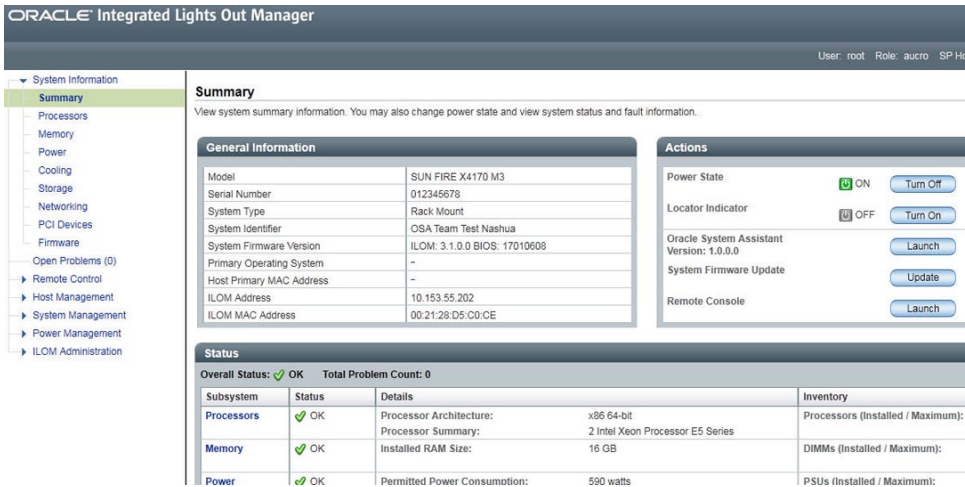 ORACLE® Integrated Lights Out Manager
User: root Role: aucro SP
System Information
Summary
Processors
Memory
Power
Cooling
Storage
Networking
PCI Devices
Firmware
Open Problems (0)
Remote Control
Host Management
System Management
Power Management
ILOM Administration
Summary
View system summary information. You may also change power state and view system status and fault information.
General Information
Model SUN FIRE X4170 M3
Serial Number 012345678
System Type Rack Mount
System Identifier OSA Team Test Nashua
System Firmware Version ILOM: 3.1.0.0 BIOS: 17010608
Primary Operating System -
Host Primary MAC Address -
ILOM Address 10.153.55.202
ILOM MAC Address 00:21:28:D5:C0:CE
Actions
Power State ON Turn Off
Locator Indicator OFF Turn On
Oracle System Assistant
Version: 1.0.0.0 Launch
System Firmware Update Update
Remote Console Launch
Status
Overall Status: OK Total Problem Count: 0
Subsystem Status Details Inventory
Processors OK Processor Architecture: x86 64-bit Processors (Installed / Maximum):
Processor Summary: 2 Intel Xeon Processor E5 Series
Memory OK Installed RAM Size: 16 GB DIMMs (Installed / Maximum):
Power OK Permitted Power Consumption: 590 watts PSUs (Installed / Maximum):